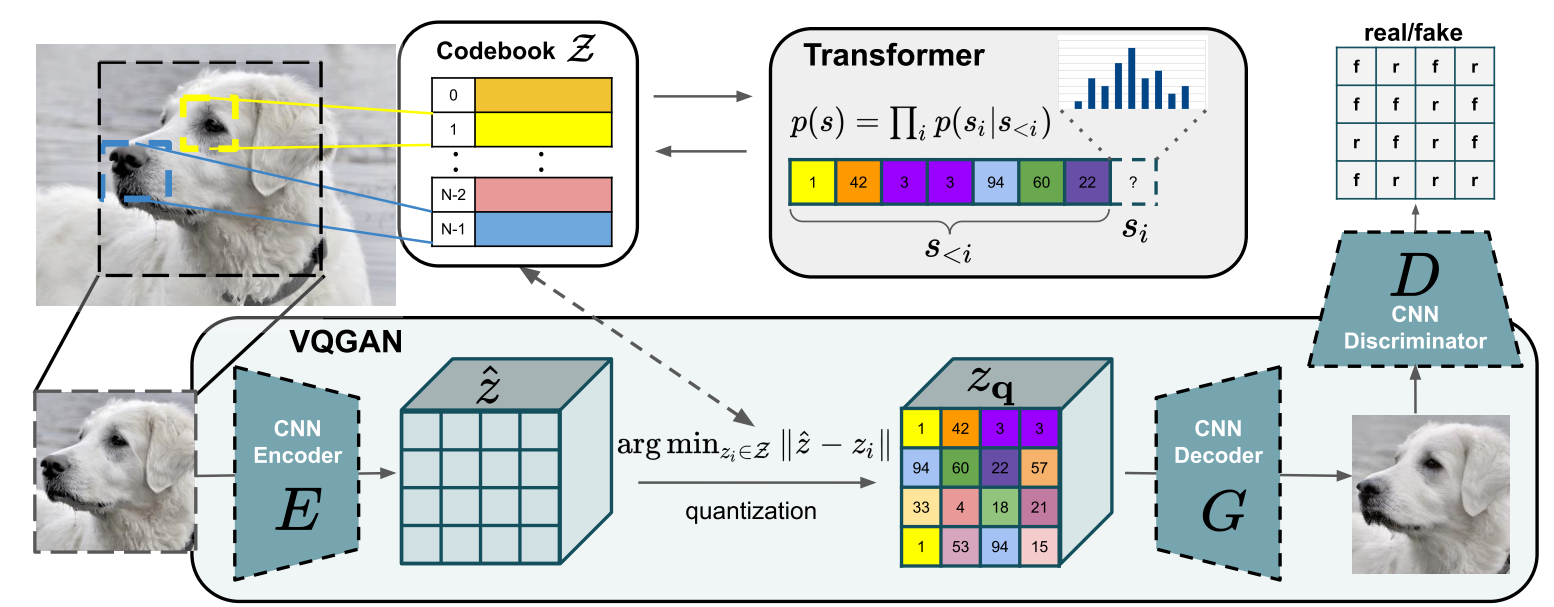 Codebook 𝒵
0
1
N-2
N-1
Transformer
p(s) = ∏ᵢ p(sᵢ|s<ᵢ)
1 42 3 3 94 60 22 ?
s<ᵢ
sᵢ
real/fake
f r f r
f f r f
r f r f
f r r r
D
CNN
Discriminator
VQGAN
CNN
Encoder
E
ẑ
arg min_{zᵢ∈𝒵} ‖ẑ − zᵢ‖
quantization
z_𝐪
1 42 3 3
94 60 22 57
33 4 18 21
1 53 94 15
CNN
Decoder
G